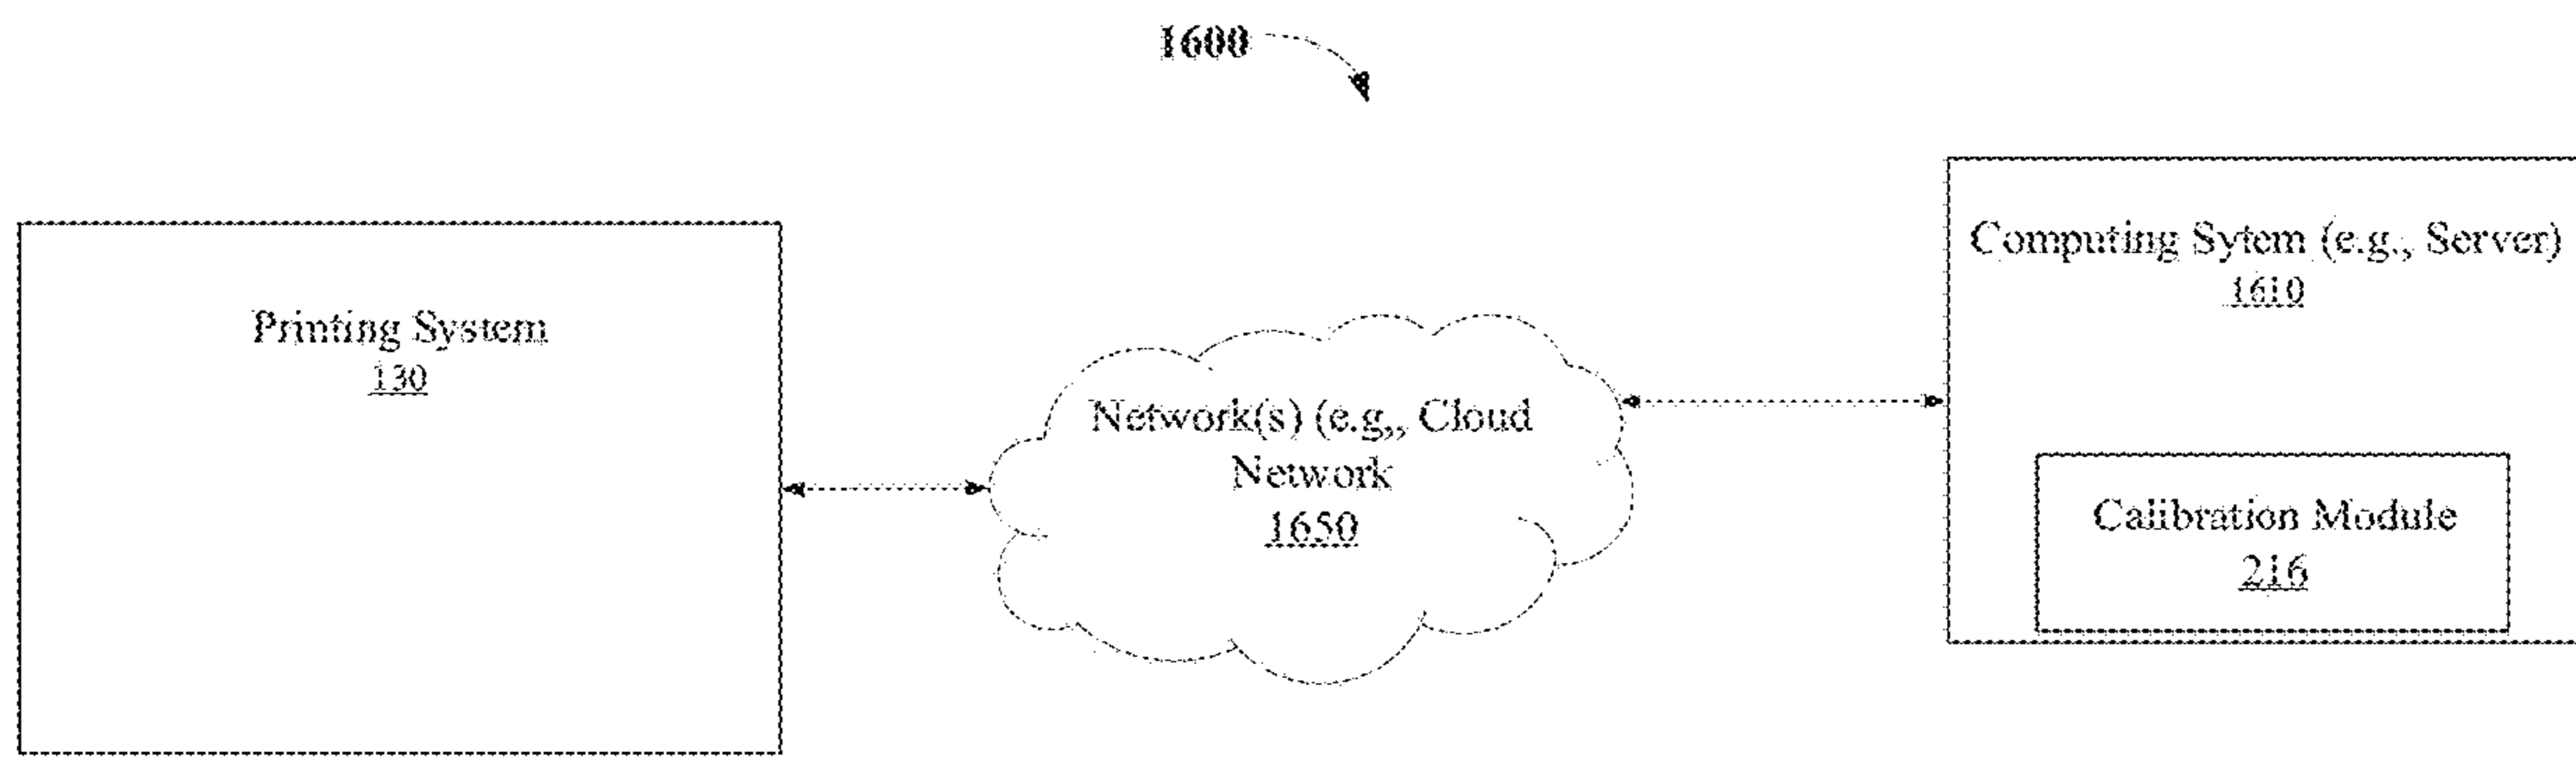 1600
Printing System
130
Network(s) (e.g,, Cloud
Network
1650
Computing Sytem (e.g., Server)
1610
Calibration Module
216